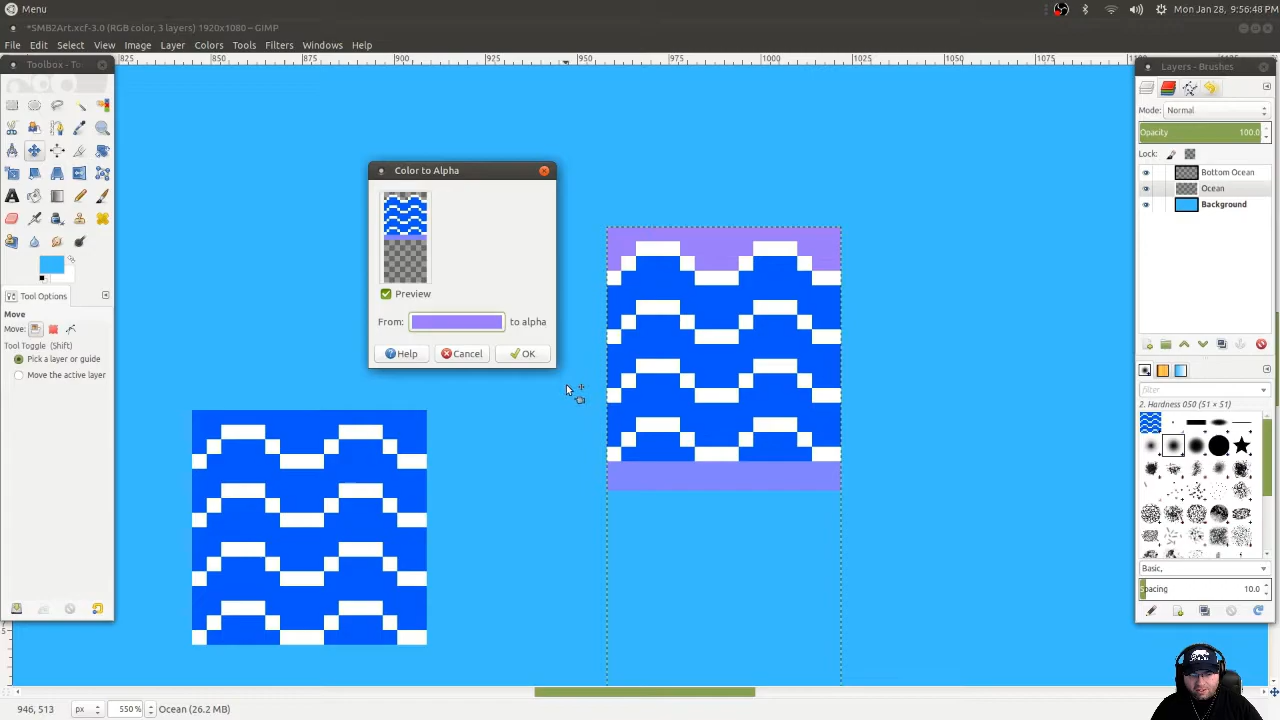 Menu
Mon Jan 28, 9:56:48 PM
*SMB2Art.xcf-3.0 (RGB color, 3 layers) 1920x1080 – GIMP
File Edit Select View Image Layer Colors Tools Filters Windows Help
Toolbox - To
825 850 875 900 925 950 975 1000 1025 1050 1075 1100
Layers - Brushes
Mode: Normal
Opacity 100.0
Lock:
Bottom Ocean
Ocean
Background
Color to Alpha
Preview
From: to alpha
Help Cancel OK
Tool Options
Move
Move:
Tool Toggle (Shift)
Pick a layer or guide
Move the active layer
filter
2. Hardness 050 (51 × 51)
Basic,
Spacing 10.0
946, 513 px 550 % Ocean (26.2 MB)